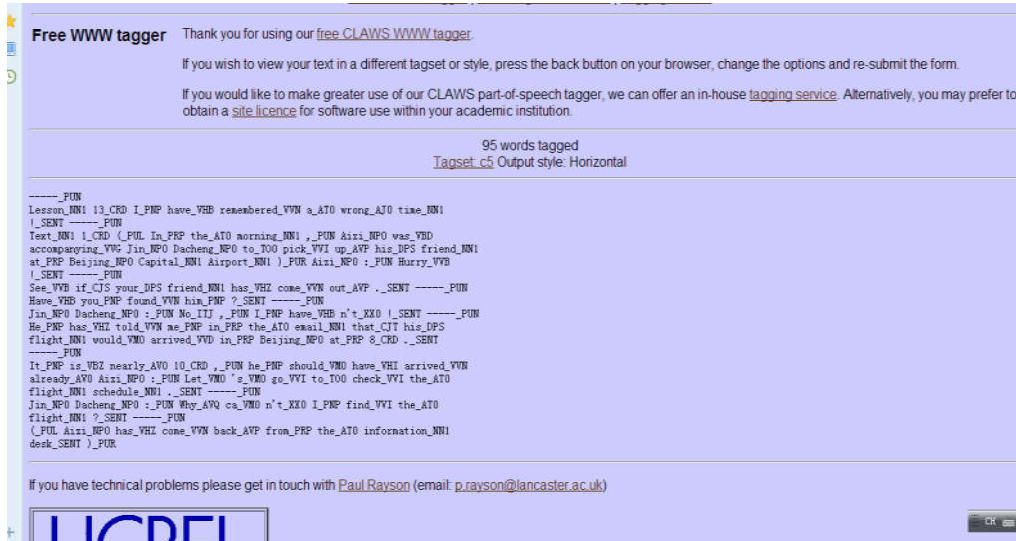 Free WWW tagger
Thank you for using our free CLAWS WWW tagger.
If you wish to view your text in a different tagset or style, press the back button on your browser, change the options and re-submit the form.
If you would like to make greater use of our CLAWS part-of-speech tagger, we can offer an in-house tagging service. Alternatively, you may prefer to
obtain a site licence for software use within your academic institution.
95 words tagged
Tagset: c5 Output style: Horizontal
-----_PUN
Lesson_NN1 13_CRD I_PNP have_VHB remembered_VVN a_AT0 wrong_AJ0 time_NN1
!_SENT -----_PUN
Text_NN1 1_CRD (_PUL In_PRP the_AT0 morning_NN1 ,_PUN Aizi_NP0 was_VBD
accompanying_VVG Jin_NP0 Dacheng_NP0 to_TO0 pick_VVI up_AVP his_DPS friend_NN1
at_PRP Beijing_NP0 Capital_NN1 Airport_NN1 )_PUR Aizi_NP0 :_PUN Hurry_VVB
!_SENT -----_PUN
See_VVB if_CJS your_DPS friend_NN1 has_VHZ come_VVN out_AVP ._SENT -----_PUN
Have_VHB you_PNP found_VVN him_PNP ?_SENT -----_PUN
Jin_NP0 Dacheng_NP0 :_PUN No_ITJ ,_PUN I_PNP have_VHB n't_XX0 !_SENT -----_PUN
He_PNP has_VHZ told_VVN me_PNP in_PRP the_AT0 email_NN1 that_CJT his_DPS
flight_NN1 would_VM0 arrived_VVD in_PRP Beijing_NP0 at_PRP 8_CRD ._SENT
-----_PUN
It_PNP is_VBZ nearly_AV0 10_CRD ,_PUN he_PNP should_VM0 have_VHI arrived_VVN
already_AV0 Aizi_NP0 :_PUN Let_VM0 's_VM0 go_VVI to_TO0 check_VVI the_AT0
flight_NN1 schedule_NN1 ._SENT -----_PUN
Jin_NP0 Dacheng_NP0 :_PUN Why_AVQ ca_VM0 n't_XX0 I_PNP find_VVI the_AT0
flight_NN1 ?_SENT -----_PUN
(_PUL Aizi_NP0 has_VHZ come_VVN back_AVP from_PRP the_AT0 information_NN1
desk_SENT )_PUR
If you have technical problems please get in touch with Paul Rayson (email: p.rayson@lancaster.ac.uk)
UCREL
CH